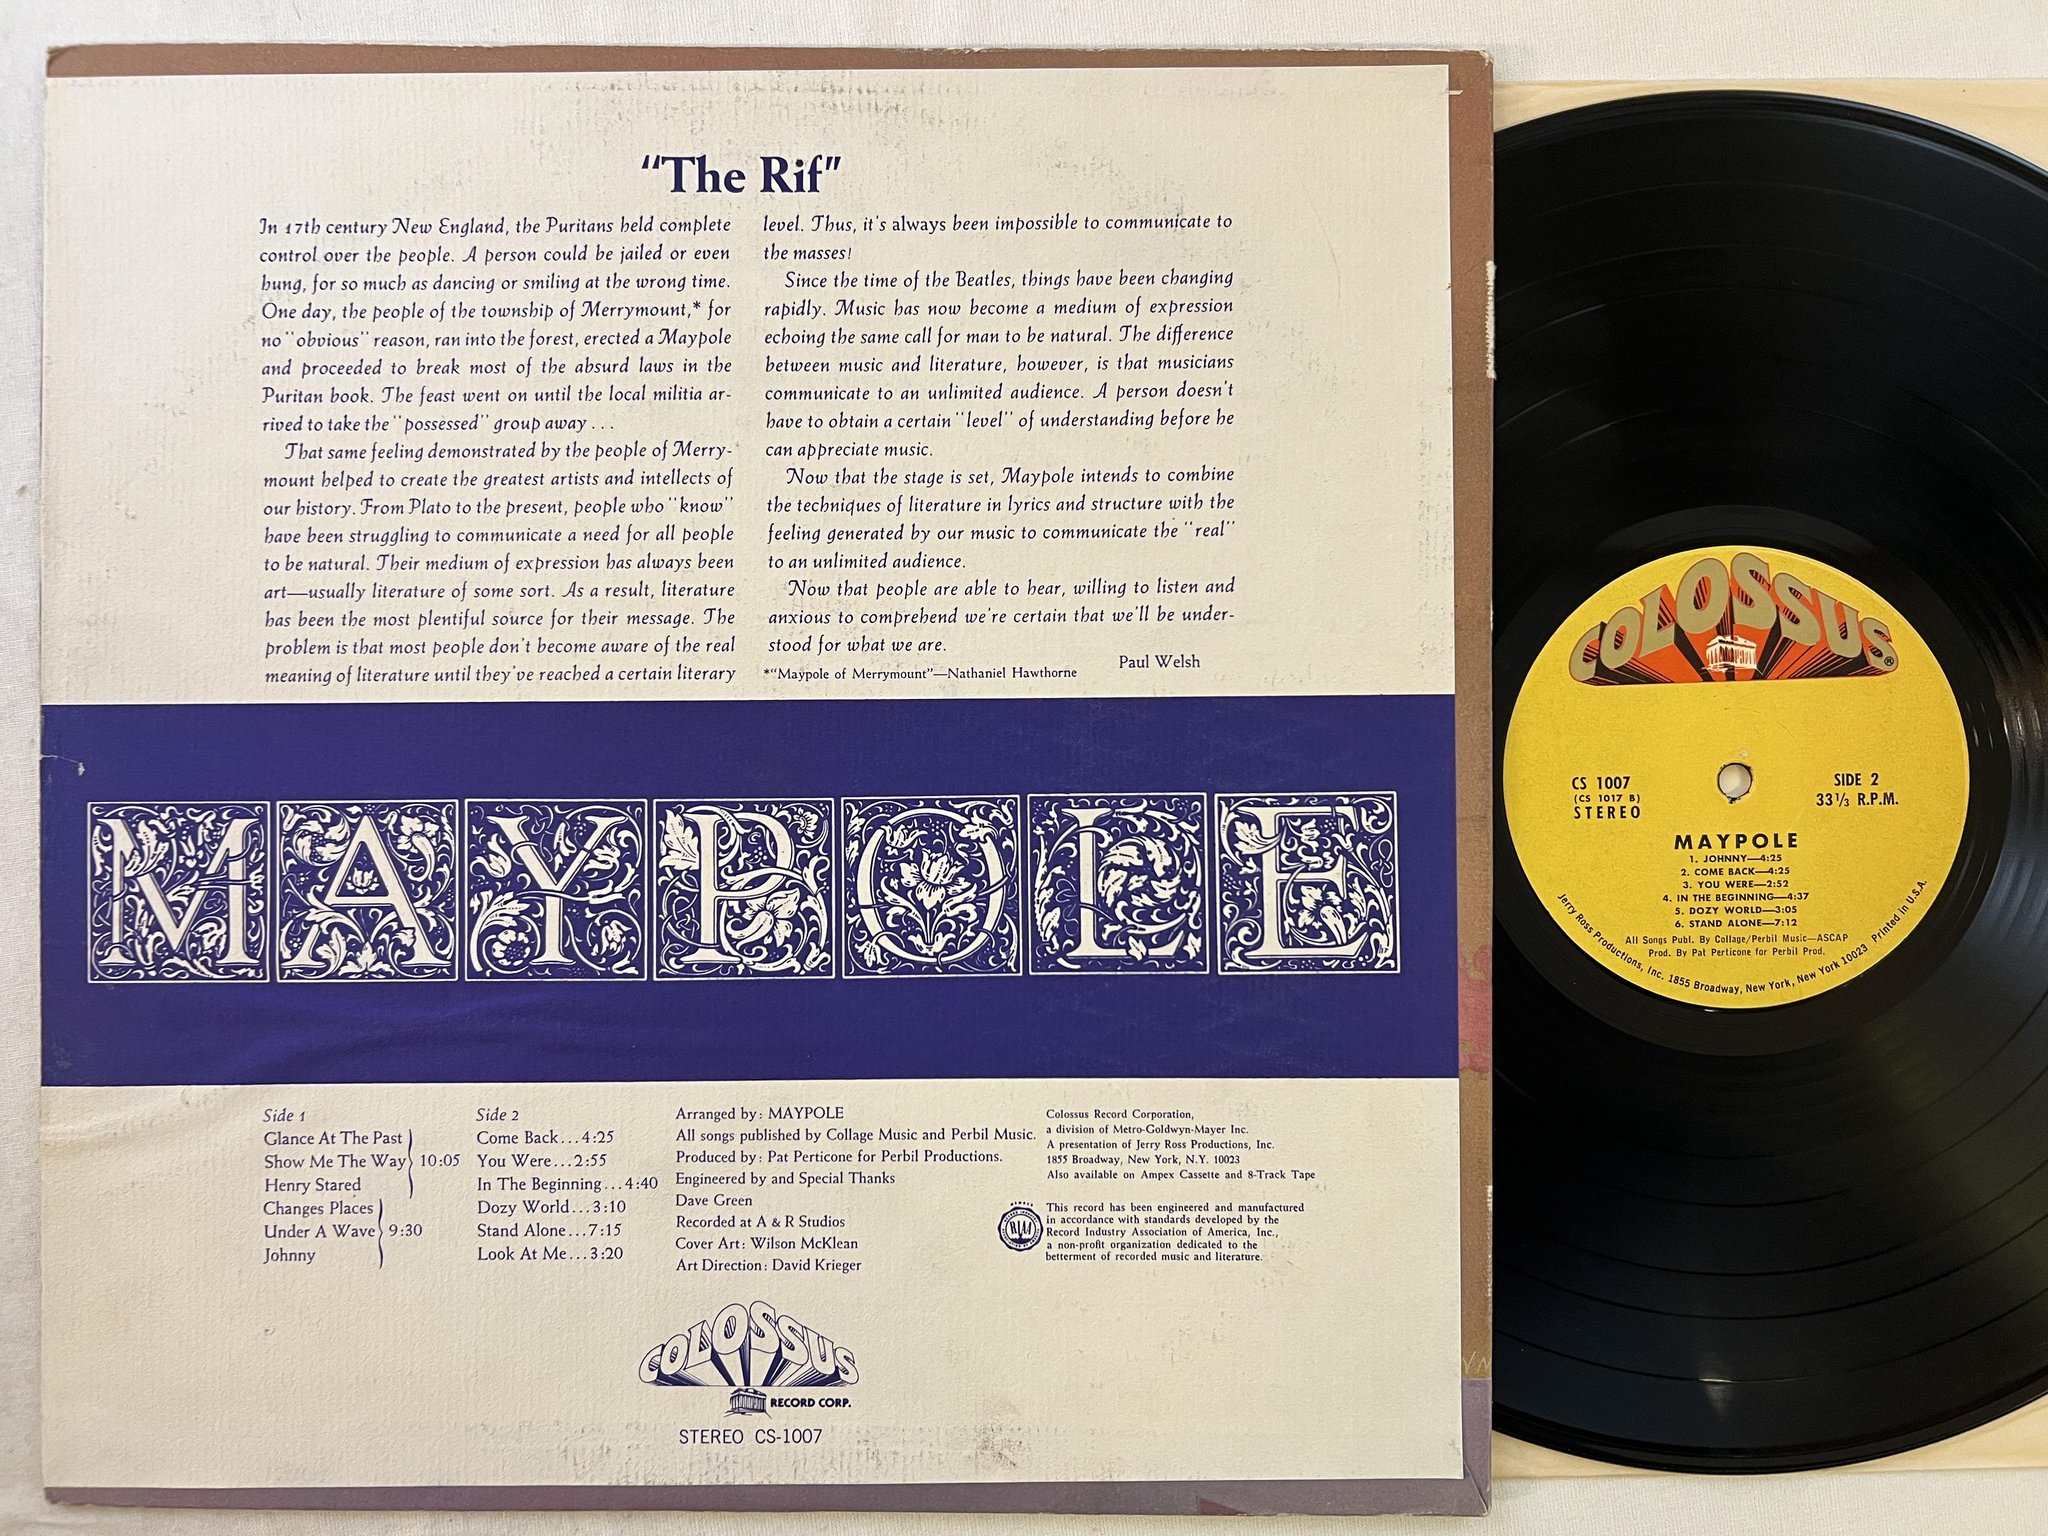 “The Rif”
In 17th century New England, the Puritans held complete
control over the people. A person could be jailed or even
hung, for so much as dancing or smiling at the wrong time.
One day, the people of the township of Merrymount,* for
no “obvious” reason, ran into the forest, erected a Maypole
and proceeded to break most of the absurd laws in the
Puritan book. The feast went on until the local militia ar-
rived to take the “possessed” group away . . .
That same feeling demonstrated by the people of Merry-
mount helped to create the greatest artists and intellects of
our history. From Plato to the present, people who “know”
have been struggling to communicate a need for all people
to be natural. Their medium of expression has always been
art—usually literature of some sort. As a result, literature
has been the most plentiful source for their message. The
problem is that most people don’t become aware of the real
meaning of literature until they’ve reached a certain literary
level. Thus, it’s always been impossible to communicate to
the masses!
Since the time of the Beatles, things have been changing
rapidly. Music has now become a medium of expression
echoing the same call for man to be natural. The difference
between music and literature, however, is that musicians
communicate to an unlimited audience. A person doesn’t
have to obtain a certain “level” of understanding before he
can appreciate music.
Now that the stage is set, Maypole intends to combine
the techniques of literature in lyrics and structure with the
feeling generated by our music to communicate the “real”
to an unlimited audience.
Now that people are able to hear, willing to listen and
anxious to comprehend we’re certain that we’ll be under-
stood for what we are.
Paul Welsh
*“Maypole of Merrymount”—Nathaniel Hawthorne
MAYPOLE
Side 1
Glance At The Past
Show Me The Way 10:05
Henry Stared
Changes Places
Under A Wave 9:30
Johnny
Side 2
Come Back...4:25
You Were...2:55
In The Beginning...4:40
Dozy World...3:10
Stand Alone...7:15
Look At Me...3:20
Arranged by: MAYPOLE
All songs published by Collage Music and Perbil Music.
Produced by: Pat Perticone for Perbil Productions.
Engineered by and Special Thanks
Dave Green
Recorded at A & R Studios
Cover Art: Wilson McKlean
Art Direction: David Krieger
Colossus Record Corporation,
a division of Metro-Goldwyn-Mayer Inc.
A presentation of Jerry Ross Productions, Inc.
1855 Broadway, New York, N.Y. 10023
Also available on Ampex Cassette and 8-Track Tape
RIAA
This record has been engineered and manufactured
in accordance with standards developed by the
Record Industry Association of America, Inc.,
a non-profit organization dedicated to the
betterment of recorded music and literature.
COLOSSUS
RECORD CORP.
STEREO CS-1007
COLOSSUS®
CS 1007
(CS 1017 B)
STEREO
SIDE 2
33 1/3 R.P.M.
MAYPOLE
1. JOHNNY—4:25
2. COME BACK—4:25
3. YOU WERE—2:52
4. IN THE BEGINNING—4:37
5. DOZY WORLD—3:05
6. STAND ALONE—7:12
All Songs Publ. By Collage/Perbil Music—ASCAP
Prod. By Pat Perticone for Perbil Prod.
Jerry Ross Productions, Inc. 1855 Broadway, New York, New York 10023 Printed in U.S.A.